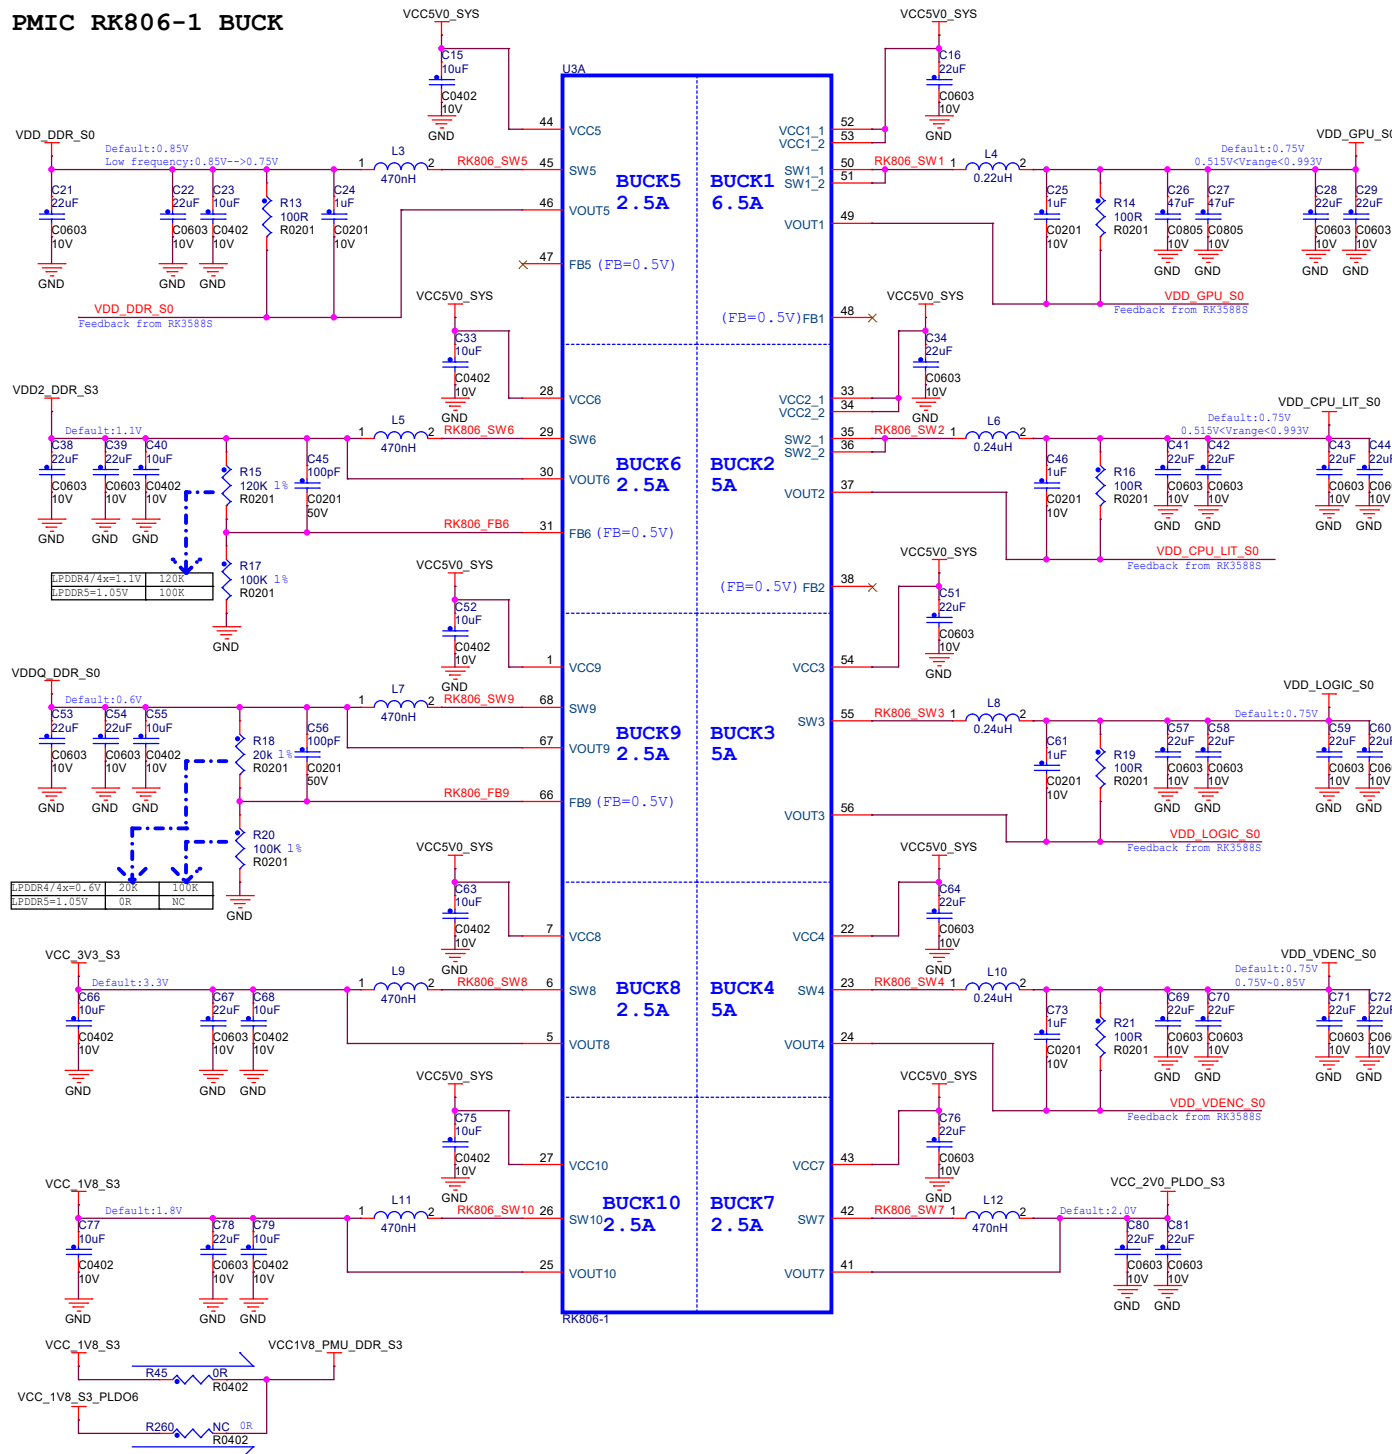 PMIC RK806-1 BUCK
VCC5V0_SYS
C15
10uF
C0402
10V
GND
VCC5V0_SYS
C16
22uF
C0603
10V
GND
U3A
VDD_DDR_S0
Default:0.85V
Low frequency:0.85V-->0.75V
C21
22uF
C0603
10V
GND
C22
22uF
C0603
10V
GND
C23
10uF
C0402
10V
GND
R13
100R
R0201
C24
1uF
C0201
10V
1 L3 2
470nH
RK806_SW5
44 VCC5
45 SW5
46 VOUT5
47 FB5 (FB=0.5V)
VDD_DDR_S0
Feedback from RK3588S
BUCK5
2.5A
BUCK1
6.5A
VCC1_1 52
VCC1_2 53
SW1_1 50
SW1_2 51
VOUT1 49
(FB=0.5V) FB1 48
RK806_SW1
1 L4 2
0.22uH
VDD_GPU_S0
Default:0.75V
0.515V<Vrange<0.993V
C25
1uF
C0201
10V
R14
100R
R0201
C26
47uF
C0805
10V
GND
C27
47uF
C0805
10V
GND
C28
22uF
C0603
10V
GND
C29
22uF
C0603
10V
GND
VDD_GPU_S0
Feedback from RK3588S
VCC5V0_SYS
C33
10uF
C0402
10V
GND
VCC5V0_SYS
C34
22uF
C0603
10V
GND
VDD2_DDR_S3
Default:1.1V
C38
22uF
C0603
10V
GND
C39
22uF
C0603
10V
GND
C40
10uF
C0402
10V
GND
R15
120K 1%
R0201
C45
100pF
C0201
50V
1 L5 2
470nH
RK806_SW6
28 VCC6
29 SW6
30 VOUT6
RK806_FB6
31 FB6 (FB=0.5V)
R17
100K 1%
R0201
GND
LPDDR4/4x=1.1V 120K
LPDDR5=1.05V 100K
BUCK6
2.5A
BUCK2
5A
VCC2_1 33
VCC2_2 34
SW2_1 35
SW2_2 36
VOUT2 37
(FB=0.5V) FB2 38
RK806_SW2
1 L6 2
0.24uH
VDD_CPU_LIT_S0
Default:0.75V
0.515V<Vrange<0.993V
C46
1uF
C0201
10V
R16
100R
R0201
C41
22uF
C0603
10V
GND
C42
22uF
C0603
10V
GND
C43
22uF
C0603
10V
GND
C44
22uF
10V
GND
VDD_CPU_LIT_S0
Feedback from RK3588S
VCC5V0_SYS
C52
10uF
C0402
10V
GND
VCC5V0_SYS
C51
22uF
C0603
10V
GND
VDDQ_DDR_S0
Default:0.6V
C53
22uF
C0603
10V
GND
C54
22uF
C0603
10V
GND
C55
10uF
C0402
10V
GND
R18
20k 1%
R0201
C56
100pF
C0201
50V
1 L7 2
470nH
RK806_SW9
1 VCC9
68 SW9
67 VOUT9
RK806_FB9
66 FB9 (FB=0.5V)
R20
100K 1%
R0201
GND
LPDDR4/4x=0.6V 20K 100K
LPDDR5=1.05V 0R NC
BUCK9
2.5A
BUCK3
5A
VCC3 54
SW3 55
VOUT3 56
RK806_SW3
1 L8 2
0.24uH
VDD_LOGIC_S0
Default:0.75V
C61
1uF
C0201
10V
R19
100R
R0201
C57
22uF
C0603
10V
GND
C58
22uF
C0603
10V
GND
C59
22uF
C0603
10V
GND
C60
22uF
10V
GND
VDD_LOGIC_S0
Feedback from RK3588S
VCC5V0_SYS
C63
10uF
C0402
10V
GND
VCC5V0_SYS
C64
22uF
C0603
10V
GND
VCC_3V3_S3
Default:3.3V
C66
10uF
C0402
10V
GND
C67
22uF
C0603
10V
GND
C68
10uF
C0402
10V
GND
1 L9 2
470nH
RK806_SW8
7 VCC8
6 SW8
5 VOUT8
BUCK8
2.5A
BUCK4
5A
VCC4 22
SW4 23
VOUT4 24
RK806_SW4
1 L10 2
0.24uH
VDD_VDENC_S0
Default:0.75V
0.75V~0.85V
C73
1uF
C0201
10V
R21
100R
R0201
C69
22uF
C0603
10V
GND
C70
22uF
C0603
10V
GND
C71
22uF
C0603
10V
GND
C72
22uF
10V
GND
VDD_VDENC_S0
Feedback from RK3588S
VCC5V0_SYS
C75
10uF
C0402
10V
GND
VCC5V0_SYS
C76
22uF
C0603
10V
GND
VCC_1V8_S3
Default:1.8V
C77
10uF
C0402
10V
GND
C78
22uF
C0603
10V
GND
C79
10uF
C0402
10V
GND
1 L11 2
470nH
RK806_SW10
27 VCC10
26 SW10
25 VOUT10
BUCK10
2.5A
BUCK7
2.5A
VCC7 43
SW7 42
VOUT7 41
RK806_SW7
1 L12 2
470nH
VCC_2V0_PLDO_S3
Default:2.0V
C80
22uF
C0603
10V
GND
C81
22uF
C0603
10V
GND
RK806-1
VCC_1V8_S3
VCC1V8_PMU_DDR_S3
R45 0R
R0402
VCC_1V8_S3_PLDO6
R260 NC 0R
R0402